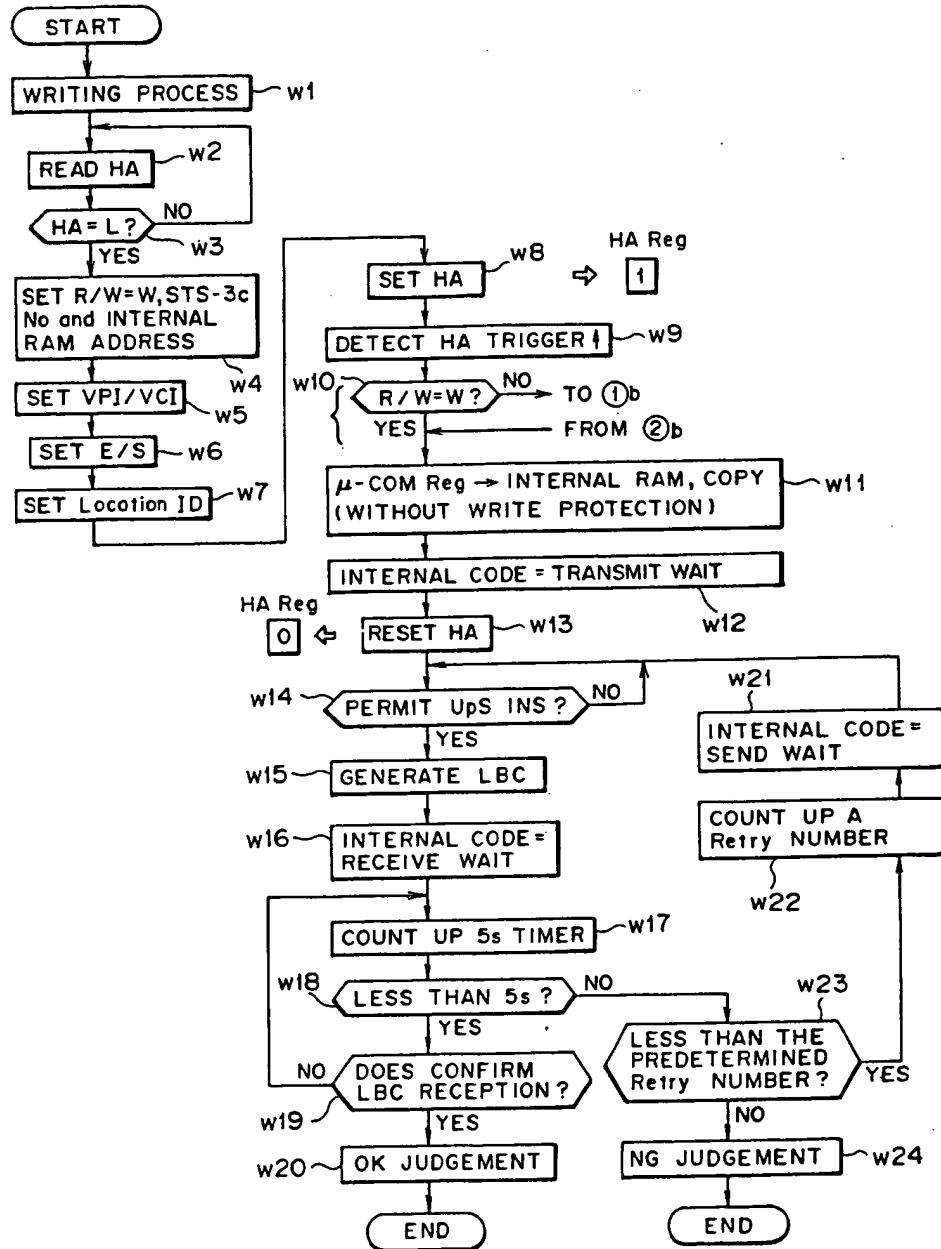 START
WRITING PROCESS
w1
READ HA
w2
HA=L?
NO
w3
YES
SET R/W=W,STS-3c
No and INTERNAL
RAM ADDRESS
w4
SET VPI/VCI
w5
SET E/S
w6
SET Location ID
w7
w8
SET HA
HA Reg
1
DETECT HA TRIGGER
w9
w10
R/W=W?
NO
TO ①b
YES
FROM ②b
μ-COM Reg → INTERNAL RAM, COPY
(WITHOUT WRITE PROTECTION)
w11
INTERNAL CODE = TRANSMIT WAIT
w12
HA Reg
0
RESET HA
w13
w14
PERMIT UpS INS?
NO
YES
w15
GENERATE LBC
w16
INTERNAL CODE=
RECEIVE WAIT
COUNT UP 5s TIMER
w17
w18
LESS THAN 5s?
NO
YES
NO
DOES CONFIRM
LBC RECEPTION?
w19
YES
w20
OK JUDGEMENT
END
w21
INTERNAL CODE=
SEND WAIT
COUNT UP A
Retry NUMBER
w22
w23
LESS THAN THE
PREDETERMINED
Retry NUMBER?
YES
NO
NG JUDGEMENT
w24
END